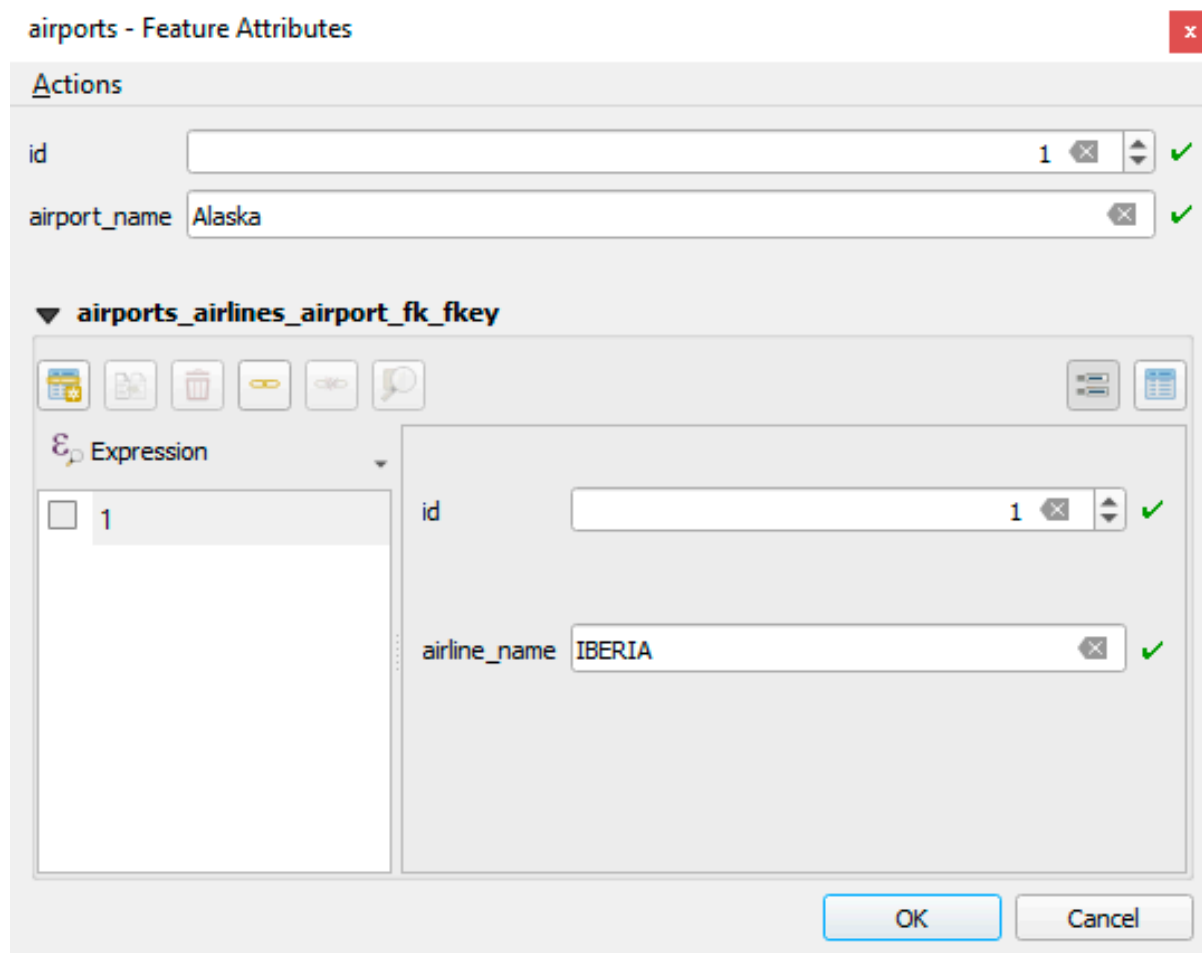 airports - Feature Attributes
x
Actions
id 1
airport_name Alaska
airports_airlines_airport_fk_fkey
ε Expression
1
id 1
airline_name IBERIA
OK Cancel